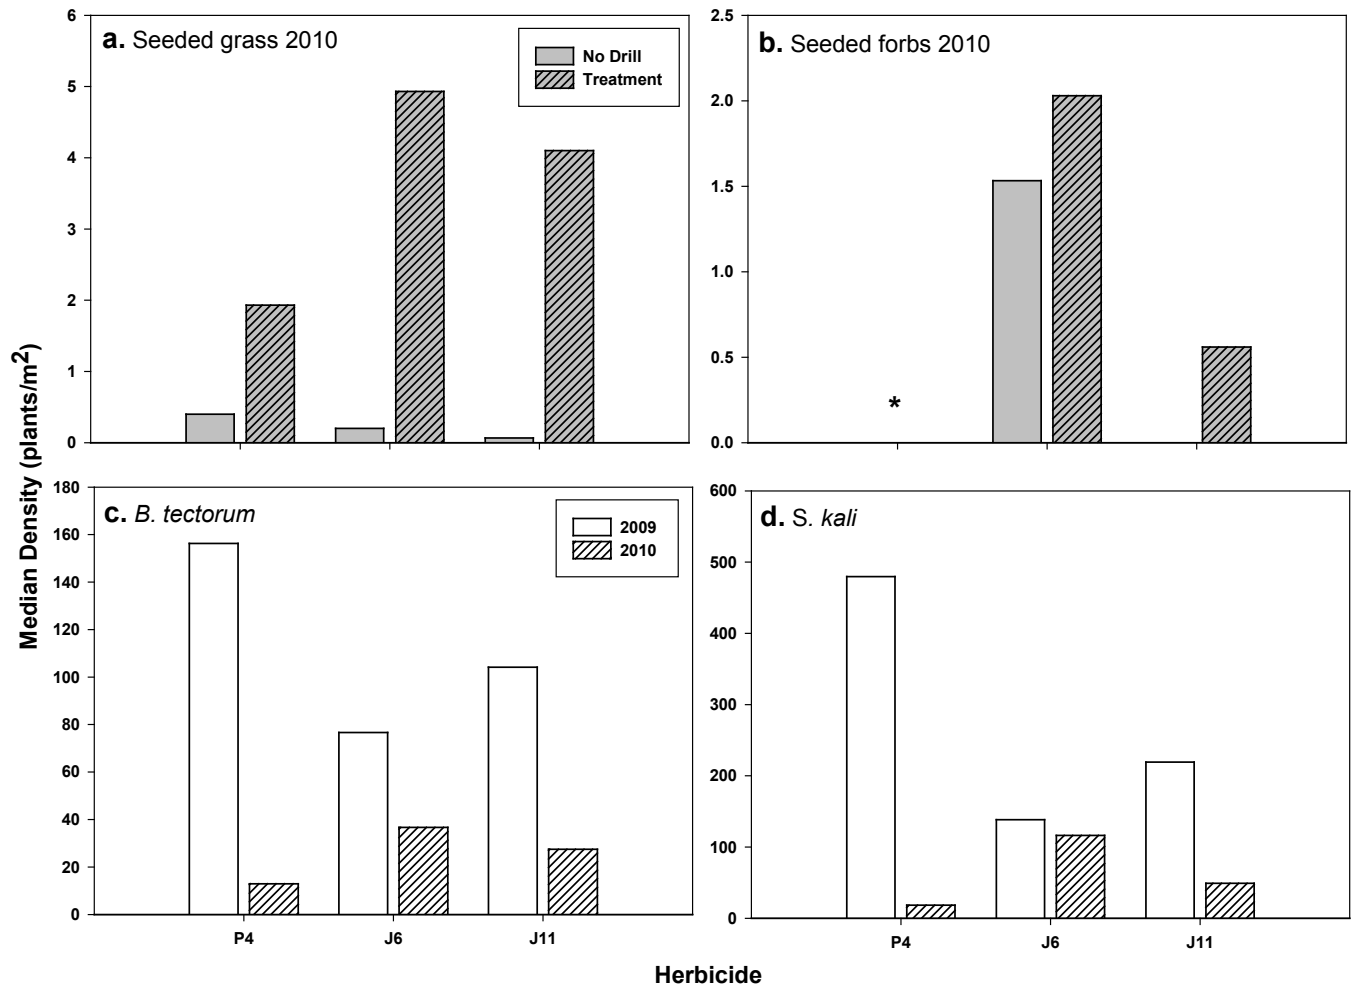 a. Seeded grass 2010
No Drill
Treatment
6
5
4
3
2
1
0
b. Seeded forbs 2010
2.5
2.0
1.5
1.0
0.5
0.0
*
Median Density (plants/m2)
c. B. tectorum
2009
2010
180
160
140
120
100
80
60
40
20
0
P4
J6
J11
d. S. kali
600
500
400
300
200
100
0
P4
J6
J11
Herbicide